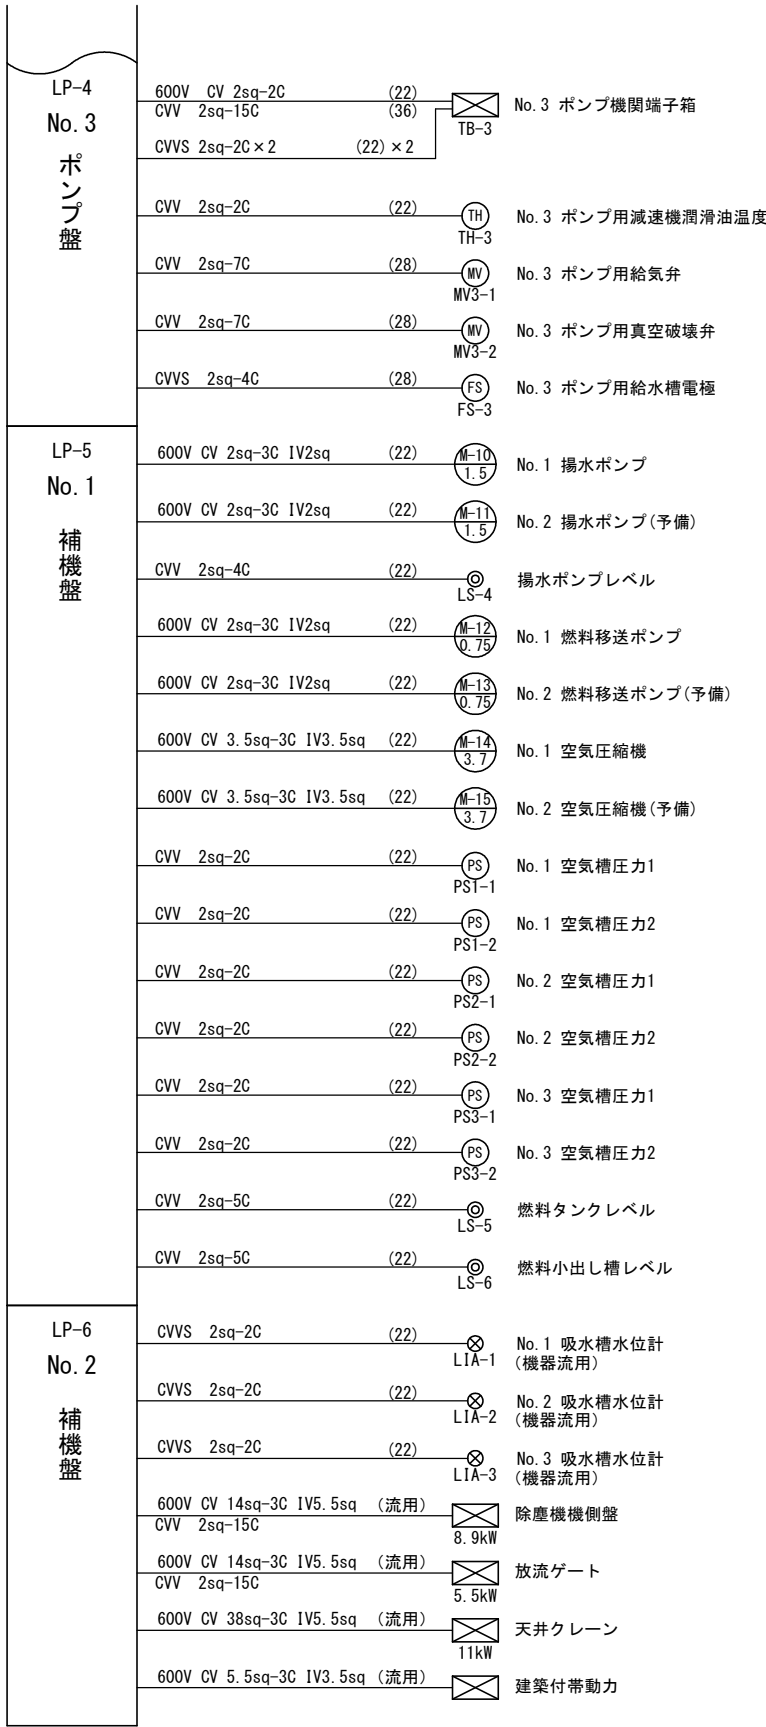 LP-4
No.3
ポンプ盤
600V CV 2sq-2C (22)
CVV 2sq-15C (36)
No.3 ポンプ機関端子箱
TB-3
CVVS 2sq-2C×2 (22)×2
CVV 2sq-2C (22)
TH
No.3 ポンプ用減速機潤滑油温度
TH-3
CVV 2sq-7C (28)
MV
No.3 ポンプ用給気弁
MV3-1
CVV 2sq-7C (28)
MV
No.3 ポンプ用真空破壊弁
MV3-2
CVVS 2sq-4C (28)
FS
No.3 ポンプ用給水槽電極
FS-3
LP-5
No.1
補機盤
600V CV 2sq-3C IV2sq (22)
M-10
1.5
No.1 揚水ポンプ
600V CV 2sq-3C IV2sq (22)
M-11
1.5
No.2 揚水ポンプ(予備)
CVV 2sq-4C (22)
揚水ポンプレベル
LS-4
600V CV 2sq-3C IV2sq (22)
M-12
0.75
No.1 燃料移送ポンプ
600V CV 2sq-3C IV2sq (22)
M-13
0.75
No.2 燃料移送ポンプ(予備)
600V CV 3.5sq-3C IV3.5sq (22)
M-14
3.7
No.1 空気圧縮機
600V CV 3.5sq-3C IV3.5sq (22)
M-15
3.7
No.2 空気圧縮機(予備)
CVV 2sq-2C (22)
PS
No.1 空気槽圧力1
PS1-1
CVV 2sq-2C (22)
PS
No.1 空気槽圧力2
PS1-2
CVV 2sq-2C (22)
PS
No.2 空気槽圧力1
PS2-1
CVV 2sq-2C (22)
PS
No.2 空気槽圧力2
PS2-2
CVV 2sq-2C (22)
PS
No.3 空気槽圧力1
PS3-1
CVV 2sq-2C (22)
PS
No.3 空気槽圧力2
PS3-2
CVV 2sq-5C (22)
燃料タンクレベル
LS-5
CVV 2sq-5C (22)
燃料小出し槽レベル
LS-6
LP-6
No.2
補機盤
CVVS 2sq-2C (22)
No.1 吸水槽水位計
LIA-1
(機器流用)
CVVS 2sq-2C (22)
No.2 吸水槽水位計
LIA-2
(機器流用)
CVVS 2sq-2C (22)
No.3 吸水槽水位計
LIA-3
(機器流用)
600V CV 14sq-3C IV5.5sq (流用)
除塵機機側盤
CVV 2sq-15C
8.9kW
600V CV 14sq-3C IV5.5sq (流用)
放流ゲート
CVV 2sq-15C
5.5kW
600V CV 38sq-3C IV5.5sq (流用)
天井クレーン
11kW
600V CV 5.5sq-3C IV3.5sq (流用)
建築付帯動力